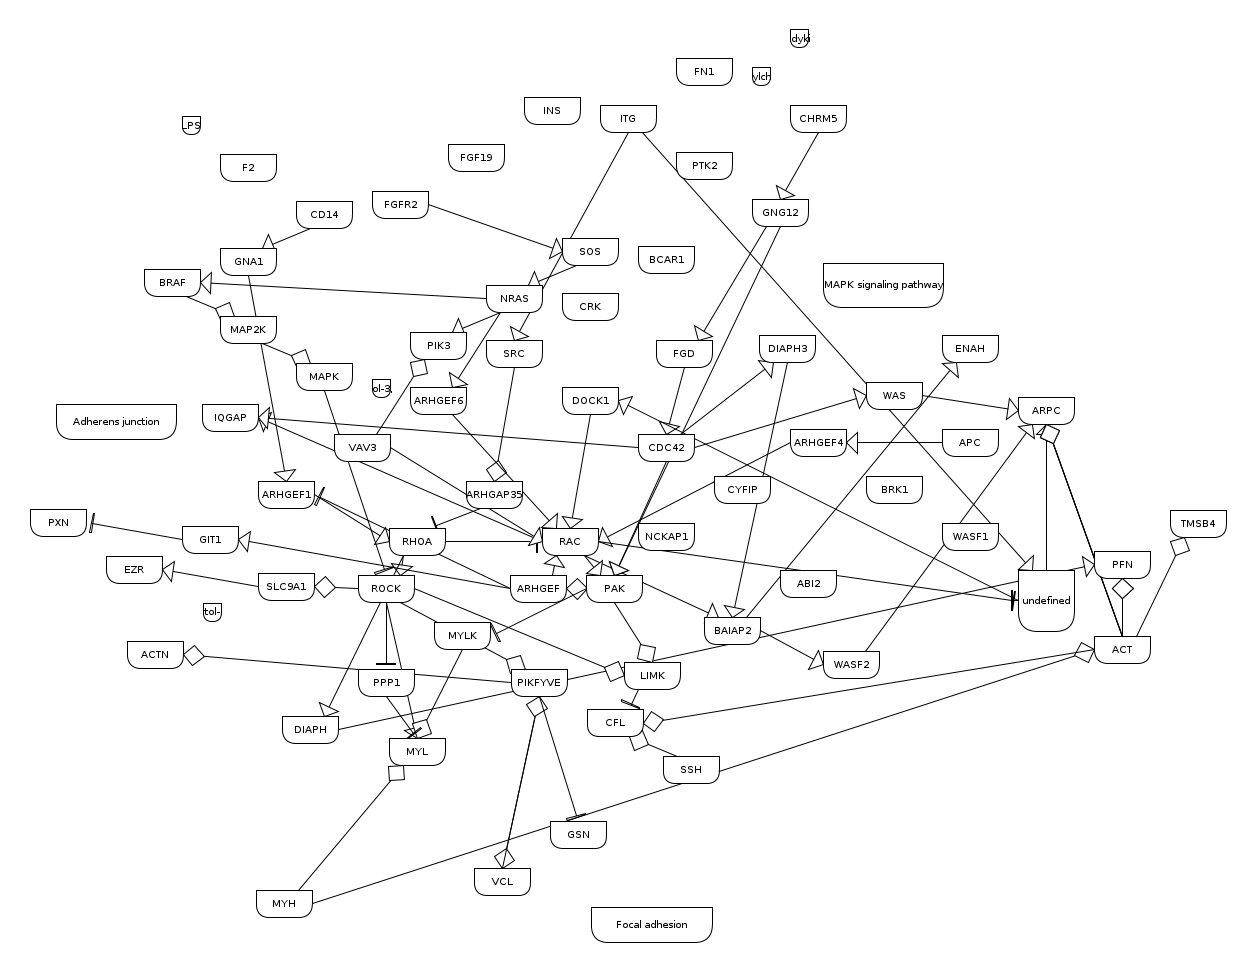 dyki
FN1
ylch
INS
ITG
CHRM5
LPS
F2
FGF19
PTK2
FGFR2
CD14
GNG12
GNA1
SOS
BCAR1
BRAF
MAPK signaling pathway
NRAS
CRK
MAP2K
PIK3
SRC
FGD
DIAPH3
ENAH
MAPK
ol-3,
ARHGEF6
DOCK1
WAS
ARPC
Adherens junction
IQGAP
VAV3
CDC42
ARHGEF4
APC
ARHGEF1
ARHGAP35
CYFIP
BRK1
PXN
GIT1
RHOA
RAC
NCKAP1
WASF1
TMSB4
EZR
SLC9A1
ROCK
ARHGEF
PAK
ABI2
PFN
undefined
tol-
MYLK
BAIAP2
ACT
ACTN
PPP1
PIKFYVE
LIMK
WASF2
DIAPH
CFL
MYL
SSH
GSN
VCL
MYH
Focal adhesion